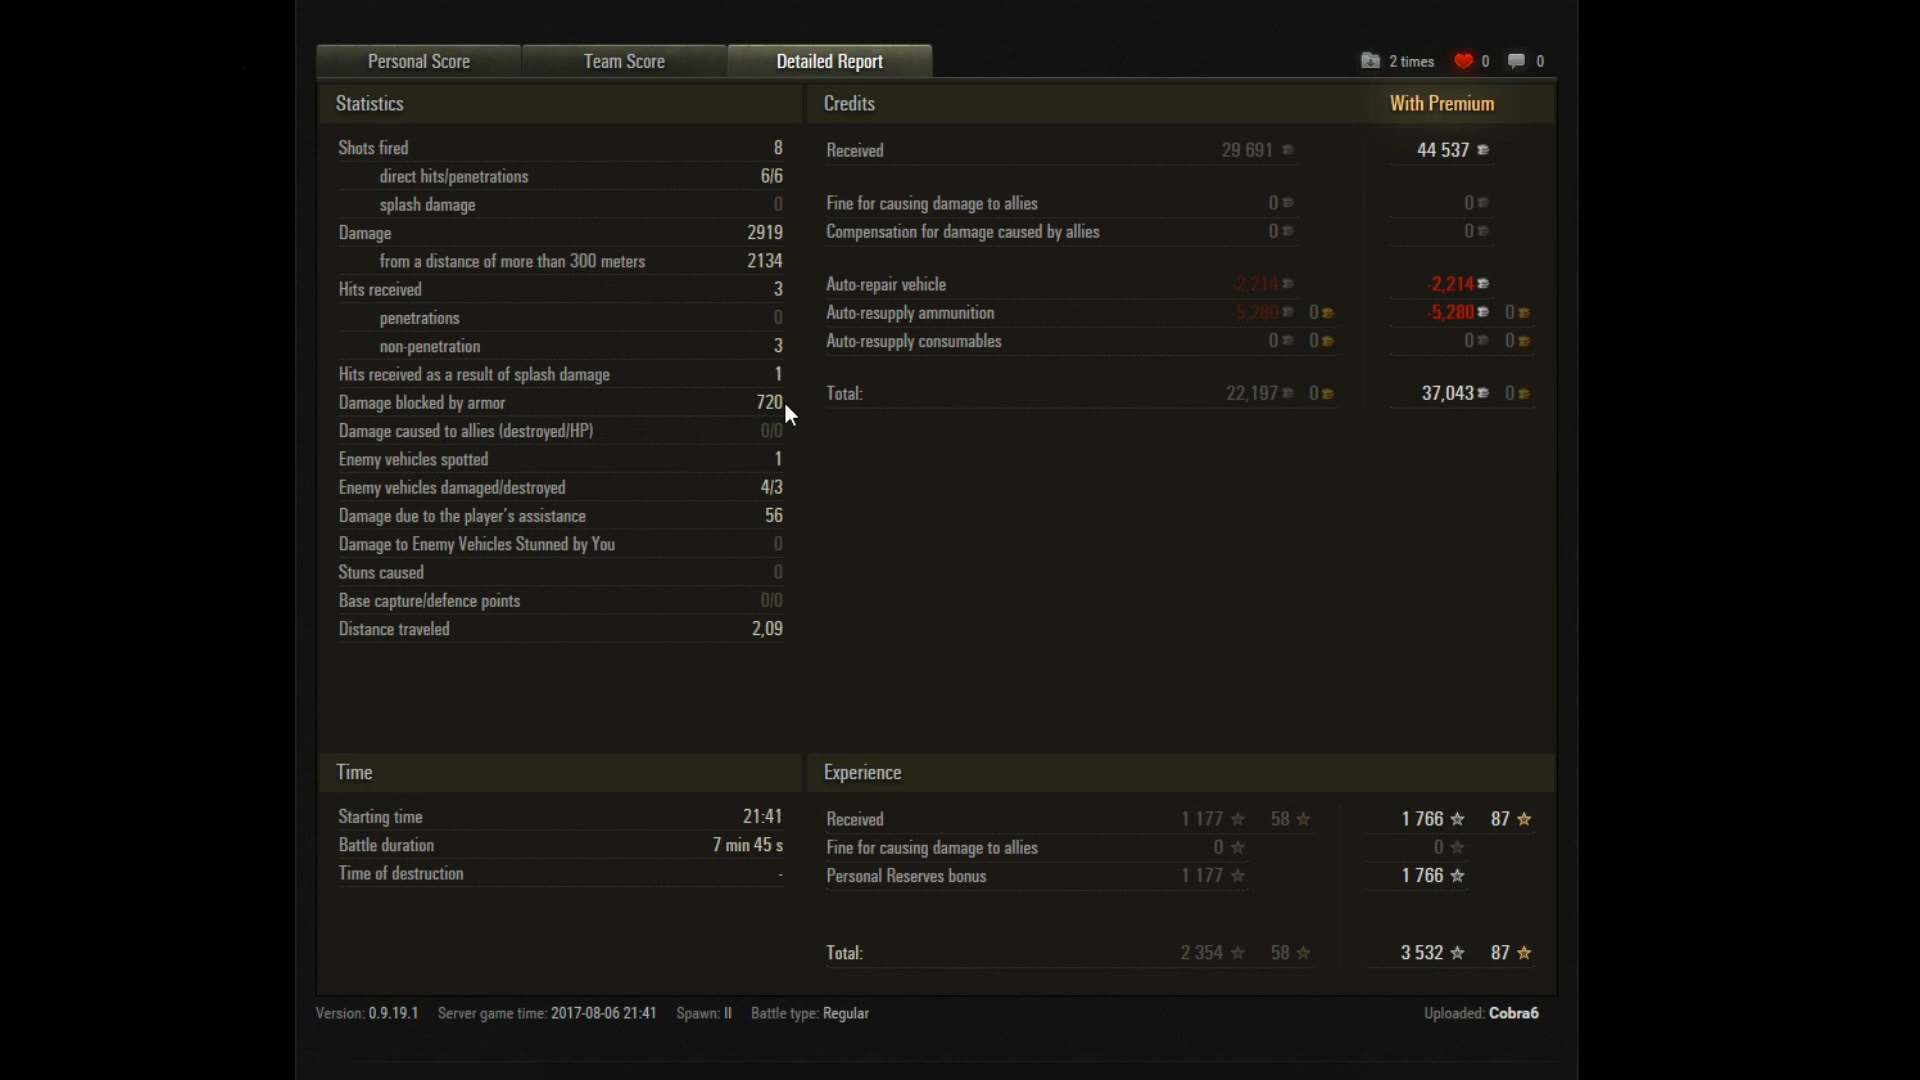 Personal Score Team Score Detailed Report 2 times 0 0
Statistics
Shots fired 8
direct hits/penetrations 6/6
splash damage 0
Damage 2919
from a distance of more than 300 meters 2134
Hits received 3
penetrations 0
non-penetration 3
Hits received as a result of splash damage 1
Damage blocked by armor 720
Damage caused to allies (destroyed/HP) 0/0
Enemy vehicles spotted 1
Enemy vehicles damaged/destroyed 4/3
Damage due to the player's assistance 56
Damage to Enemy Vehicles Stunned by You 0
Stuns caused 0
Base capture/defence points 0/0
Distance traveled 2,09
Credits With Premium
Received 29 691 44 537
Fine for causing damage to allies 0 0
Compensation for damage caused by allies 0 0
Auto-repair vehicle -2,214 -2,214
Auto-resupply ammunition -5,280 0 -5,280 0
Auto-resupply consumables 0 0 0 0
Total: 22,197 0 37,043 0
Time
Starting time 21:41
Battle duration 7 min 45 s
Time of destruction -
Experience
Received 1 177 58 1 766 87
Fine for causing damage to allies 0 0
Personal Reserves bonus 1 177 1 766
Total: 2 354 58 3 532 87
Version: 0.9.19.1 Server game time: 2017-08-06 21:41 Spawn: II Battle type: Regular Uploaded: Cobra6